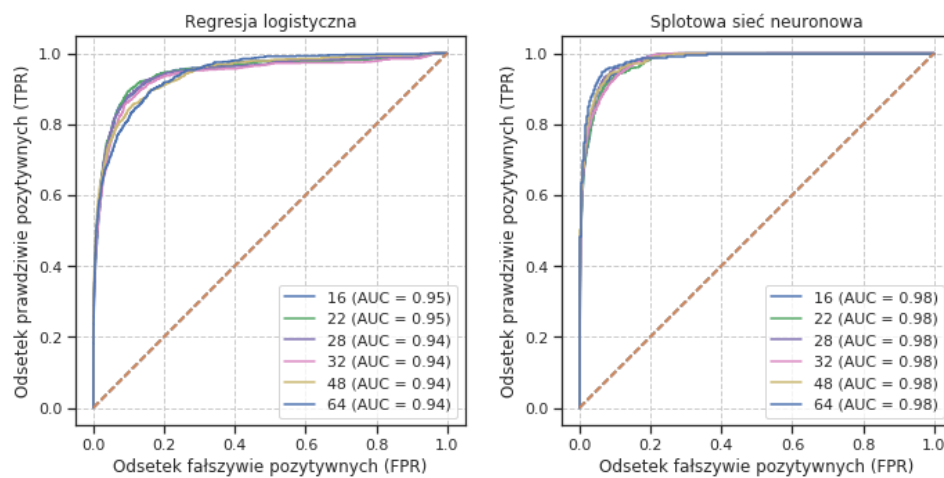 Regresja logistyczna
Odsetek prawdziwie pozytywnych (TPR)
1.0
0.8
0.6
0.4
0.2
0.0
16 (AUC = 0.95)
22 (AUC = 0.95)
28 (AUC = 0.94)
32 (AUC = 0.94)
48 (AUC = 0.94)
64 (AUC = 0.94)
0.0 0.2 0.4 0.6 0.8 1.0
Odsetek fałszywie pozytywnych (FPR)
Splotowa sieć neuronowa
Odsetek prawdziwie pozytywnych (TPR)
1.0
0.8
0.6
0.4
0.2
0.0
16 (AUC = 0.98)
22 (AUC = 0.98)
28 (AUC = 0.98)
32 (AUC = 0.98)
48 (AUC = 0.98)
64 (AUC = 0.98)
0.0 0.2 0.4 0.6 0.8 1.0
Odsetek fałszywie pozytywnych (FPR)